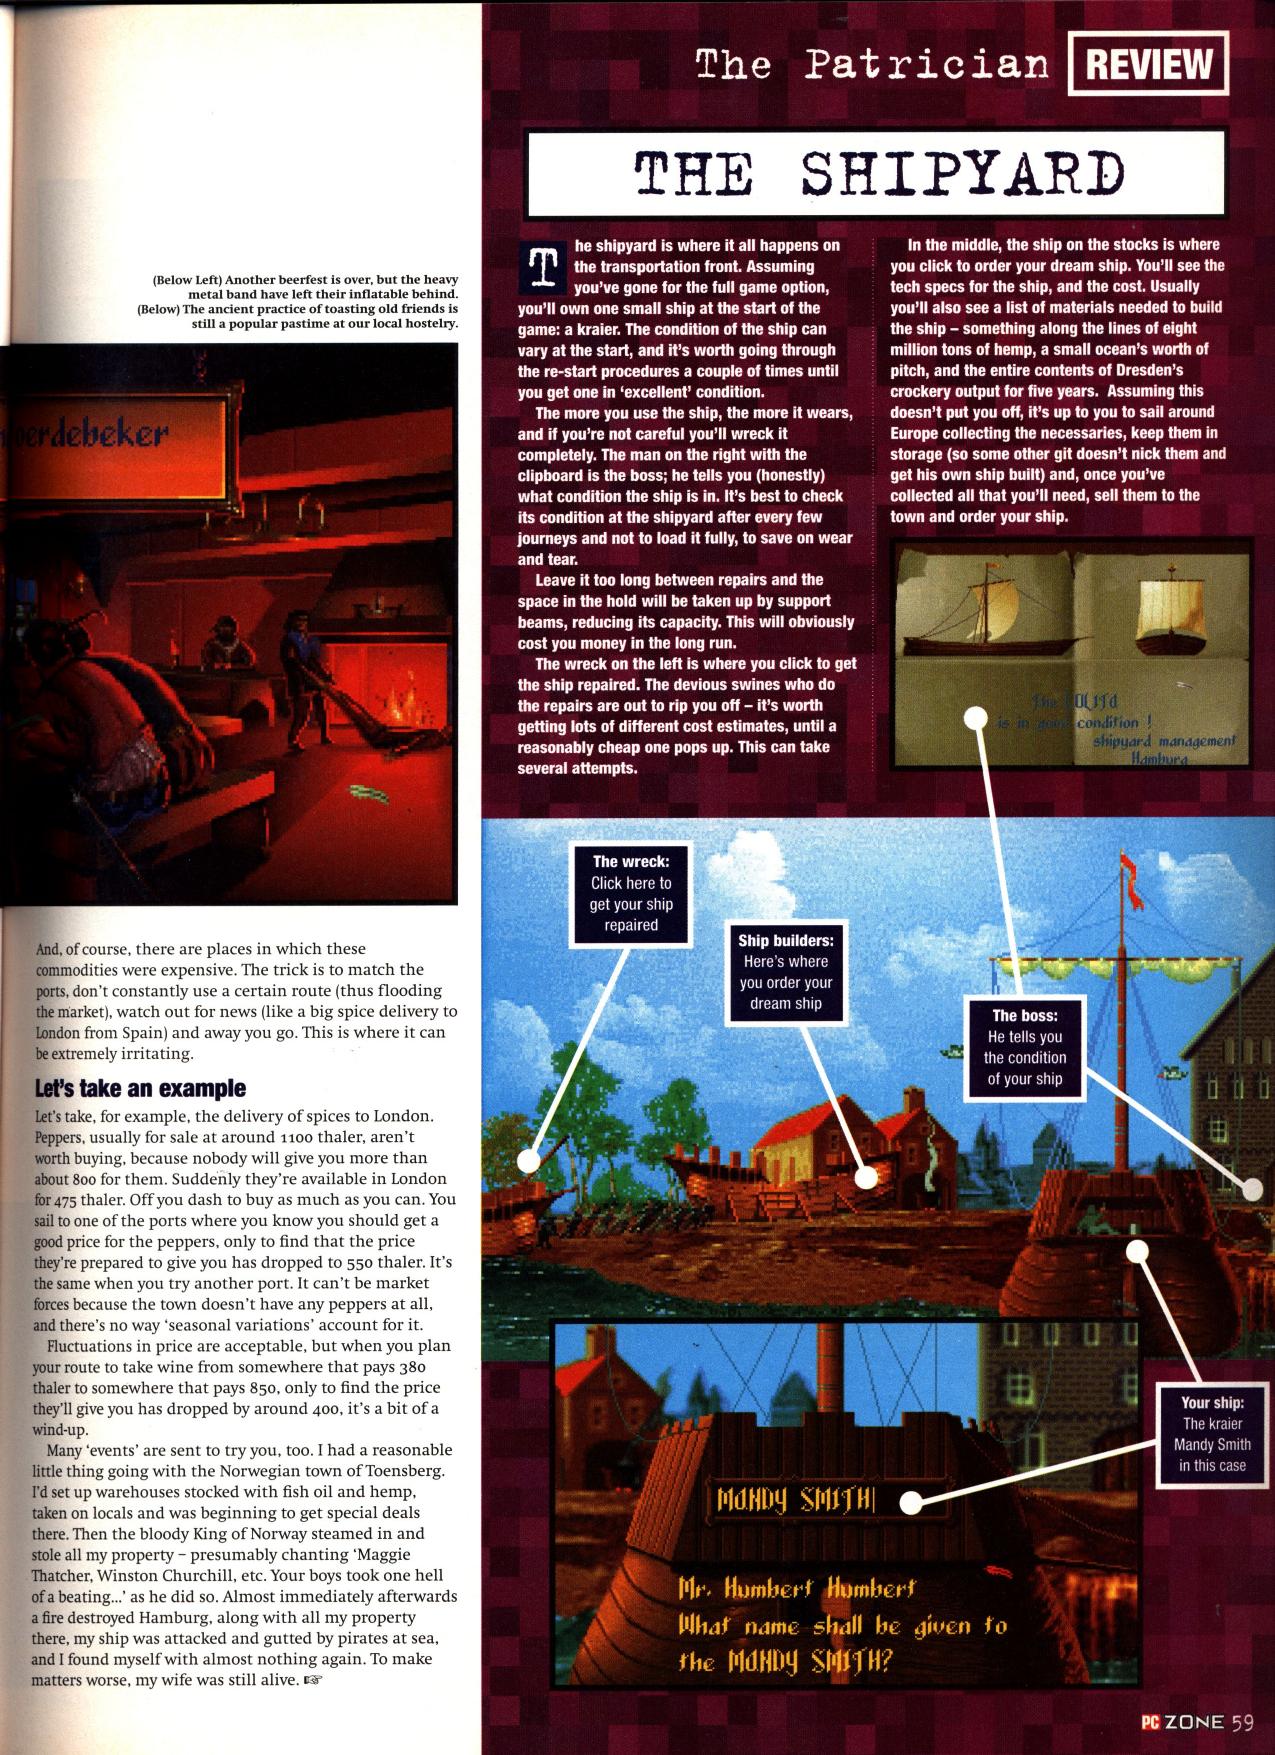 The Patrician REVIEW
THE SHIPYARD
(Below Left) Another beerfest is over, but the heavy
metal band have left their inflatable behind.
(Below) The ancient practice of toasting old friends is
still a popular pastime at our local hostelry.
And, of course, there are places in which these
commodities were expensive. The trick is to match the
ports, don't constantly use a certain route (thus flooding
the market), watch out for news (like a big spice delivery to
London from Spain) and away you go. This is where it can
be extremely irritating.
Let's take an example
Let's take, for example, the delivery of spices to London.
Peppers, usually for sale at around 1100 thaler, aren't
worth buying, because nobody will give you more than
about 800 for them. Suddenly they're available in London
for 475 thaler. Off you dash to buy as much as you can. You
sail to one of the ports where you know you should get a
good price for the peppers, only to find that the price
they're prepared to give you has dropped to 550 thaler. It's
the same when you try another port. It can't be market
forces because the town doesn't have any peppers at all,
and there's no way 'seasonal variations' account for it.
Fluctuations in price are acceptable, but when you plan
your route to take wine from somewhere that pays 380
thaler to somewhere that pays 850, only to find the price
they'll give you has dropped by around 400, it's a bit of a
wind-up.
Many 'events' are sent to try you, too. I had a reasonable
little thing going with the Norwegian town of Toensberg.
I'd set up warehouses stocked with fish oil and hemp,
taken on locals and was beginning to get special deals
there. Then the bloody King of Norway steamed in and
stole all my property – presumably chanting 'Maggie
Thatcher, Winston Churchill, etc. Your boys took one hell
of a beating...' as he did so. Almost immediately afterwards
a fire destroyed Hamburg, along with all my property
there, my ship was attacked and gutted by pirates at sea,
and I found myself with almost nothing again. To make
matters worse, my wife was still alive. ☞
The shipyard is where it all happens on
the transportation front. Assuming
you've gone for the full game option,
you'll own one small ship at the start of the
game: a kraier. The condition of the ship can
vary at the start, and it's worth going through
the re-start procedures a couple of times until
you get one in 'excellent' condition.
The more you use the ship, the more it wears,
and if you're not careful you'll wreck it
completely. The man on the right with the
clipboard is the boss; he tells you (honestly)
what condition the ship is in. It's best to check
its condition at the shipyard after every few
journeys and not to load it fully, to save on wear
and tear.
Leave it too long between repairs and the
space in the hold will be taken up by support
beams, reducing its capacity. This will obviously
cost you money in the long run.
The wreck on the left is where you click to get
the ship repaired. The devious swines who do
the repairs are out to rip you off – it's worth
getting lots of different cost estimates, until a
reasonably cheap one pops up. This can take
several attempts.
In the middle, the ship on the stocks is where
you click to order your dream ship. You'll see the
tech specs for the ship, and the cost. Usually
you'll also see a list of materials needed to build
the ship – something along the lines of eight
million tons of hemp, a small ocean's worth of
pitch, and the entire contents of Dresden's
crockery output for five years. Assuming this
doesn't put you off, it's up to you to sail around
Europe collecting the necessaries, keep them in
storage (so some other git doesn't nick them and
get his own ship built) and, once you've
collected all that you'll need, sell them to the
town and order your ship.
The
is in good condition !
shipyard management
Hamburg
The wreck:
Click here to
get your ship
repaired
Ship builders:
Here's where
you order your
dream ship
The boss:
He tells you
the condition
of your ship
Your ship:
The kraier
Mandy Smith
in this case
MANDY SMITH
Mr. Humbert Humbert
What name shall be given to
the MANDY SMITH?
PC ZONE 59